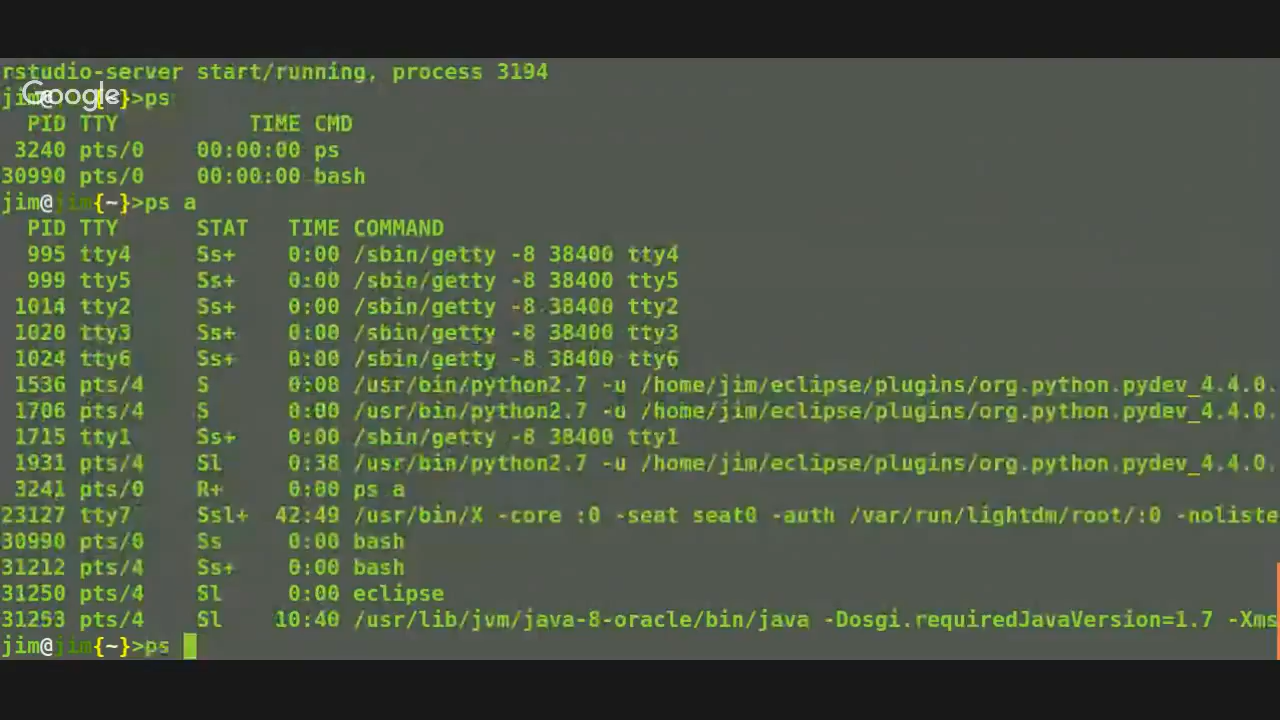 rstudio-server start/running, process 3194
Google
jim@ {~}>ps
PID TTY TIME CMD
3240 pts/0 00:00:00 ps
30990 pts/0 00:00:00 bash
jim@jim{~}>ps a
PID TTY STAT TIME COMMAND
995 tty4 Ss+ 0:00 /sbin/getty -8 38400 tty4
999 tty5 Ss+ 0:00 /sbin/getty -8 38400 tty5
1014 tty2 Ss+ 0:00 /sbin/getty -8 38400 tty2
1020 tty3 Ss+ 0:00 /sbin/getty -8 38400 tty3
1024 tty6 Ss+ 0:00 /sbin/getty -8 38400 tty6
1536 pts/4 S 0:08 /usr/bin/python2.7 -u /home/jim/eclipse/plugins/org.python.pydev_4.4.0.
1706 pts/4 S 0:00 /usr/bin/python2.7 -u /home/jim/eclipse/plugins/org.python.pydev_4.4.0.
1715 tty1 Ss+ 0:00 /sbin/getty -8 38400 tty1
1931 pts/4 Sl 0:38 /usr/bin/python2.7 -u /home/jim/eclipse/plugins/org.python.pydev_4.4.0.
3241 pts/0 R+ 0:00 ps a
23127 tty7 Ssl+ 42:49 /usr/bin/X -core :0 -seat seat0 -auth /var/run/lightdm/root/:0 -noliste
30990 pts/0 Ss 0:00 bash
31212 pts/4 Ss+ 0:00 bash
31250 pts/4 Sl 0:00 eclipse
31253 pts/4 Sl 10:40 /usr/lib/jvm/java-8-oracle/bin/java -Dosgi.requiredJavaVersion=1.7 -Xms
jim@jim{~}>ps